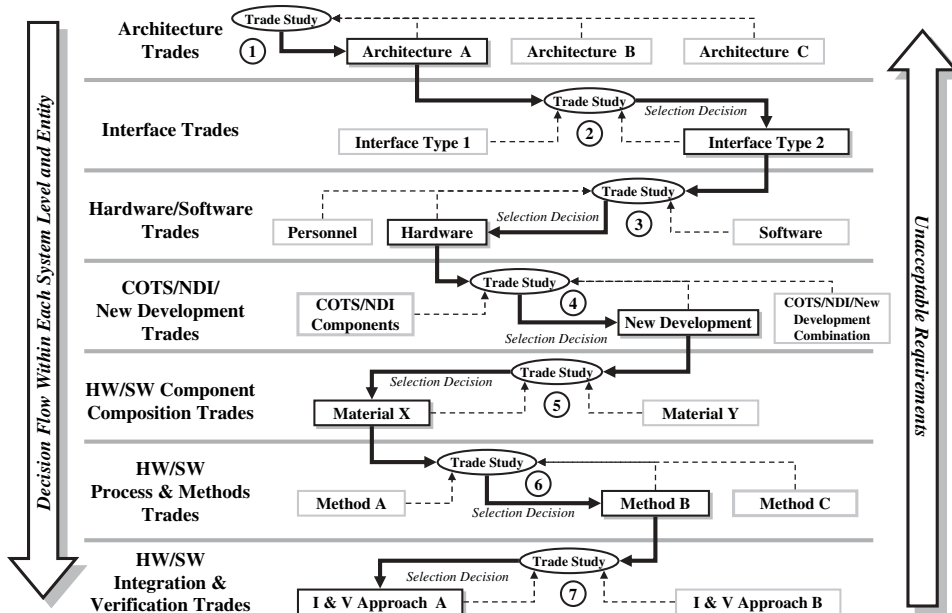 Decision Flow Within Each System Level and Entity
Unacceptable Requirements
Architecture
Trades
Trade Study
1
Architecture A
Architecture B
Architecture C
Interface Trades
Trade Study
Selection Decision
2
Interface Type 1
Interface Type 2
Hardware/Software
Trades
Trade Study
Selection Decision
3
Personnel
Hardware
Software
COTS/NDI/
New Development
Trades
Trade Study
4
COTS/NDI
Components
Selection Decision
New Development
COTS/NDI/New
Development
Combination
HW/SW Component
Composition Trades
Trade Study
Selection Decision
5
Material X
Material Y
HW/SW
Process & Methods
Trades
Trade Study
6
Method A
Selection Decision
Method B
Method C
HW/SW
Integration &
Verification Trades
Trade Study
Selection Decision
7
I & V Approach A
I & V Approach B